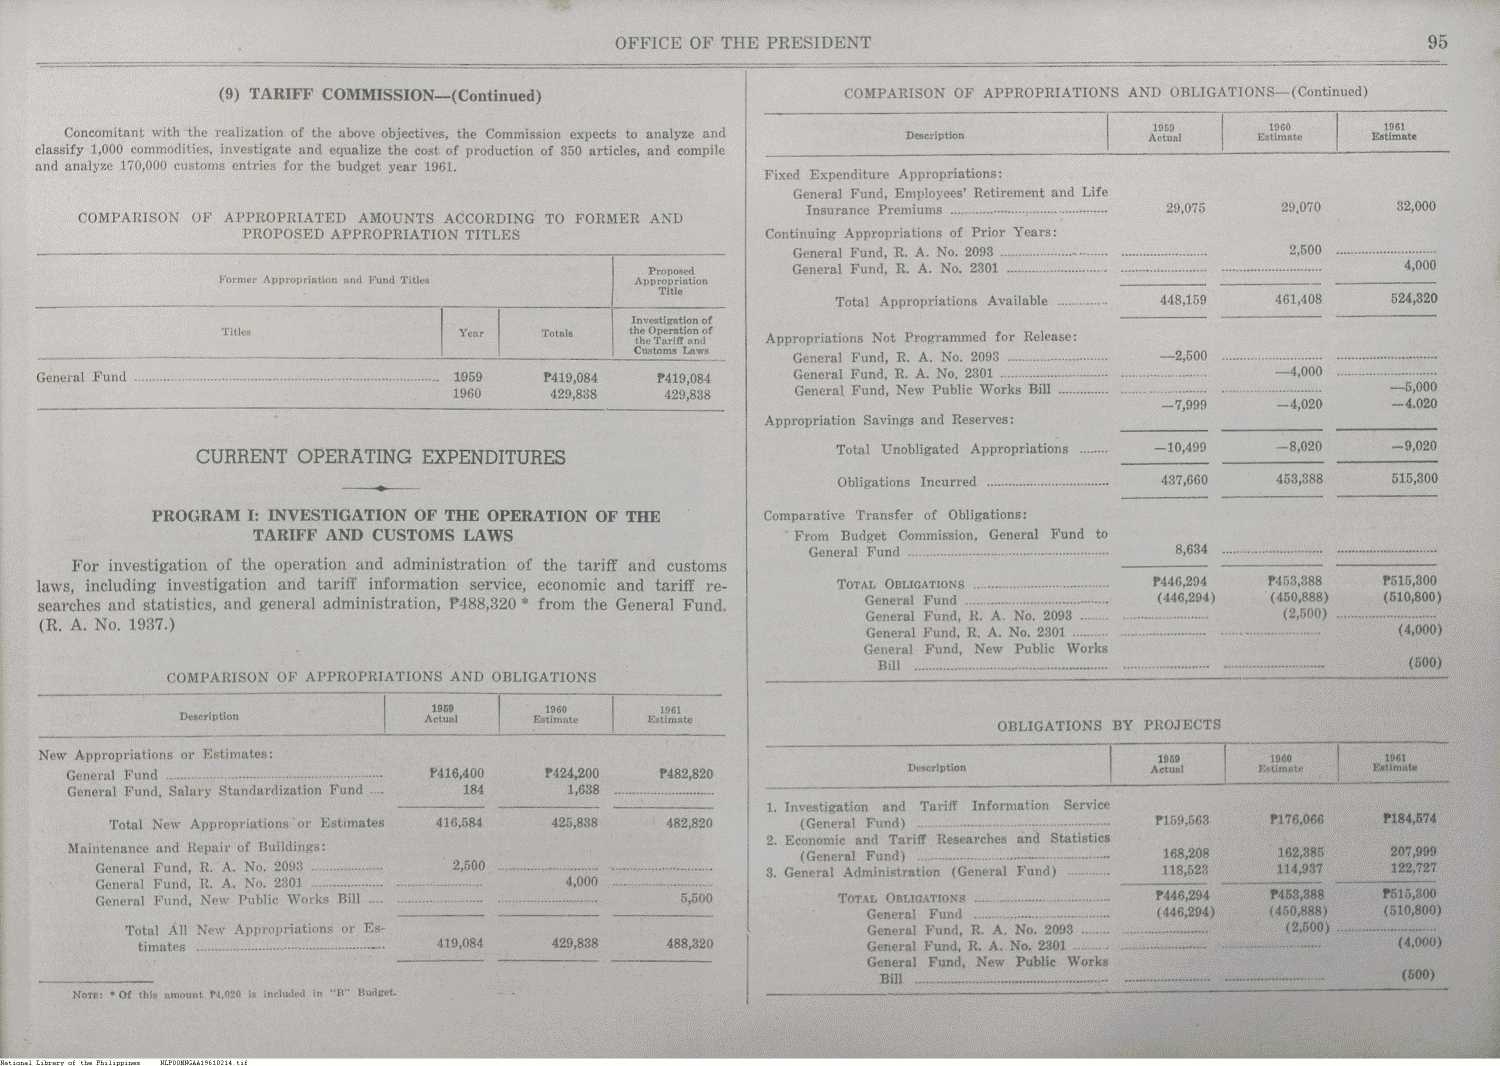 OFFICE OF THE PRESIDENT
95
(9) TARIFF COMMISSION—(Continued)
Concomitant with the realization of the above objectives, the Commission expects to analyze and
classify 1,000 commodities, investigate and equalize the cost of production of 350 articles, and compile
and analyze 170,000 customs entries for the budget year 1961.
COMPARISON OF APPROPRIATED AMOUNTS ACCORDING TO FORMER AND
PROPOSED APPROPRIATION TITLES
Former Appropriation and Fund Titles
Proposed
Appropriation
Title
Titles Year Totals
Investigation of
the Operation of
the Tariff and
Customs Laws
General Fund 1959 ₱419,084 ₱419,084
1960 429,838 429,838
CURRENT OPERATING EXPENDITURES
PROGRAM I: INVESTIGATION OF THE OPERATION OF THE
TARIFF AND CUSTOMS LAWS
For investigation of the operation and administration of the tariff and customs
laws, including investigation and tariff information service, economic and tariff re-
searches and statistics, and general administration, ₱488,320 * from the General Fund.
(R. A. No. 1937.)
COMPARISON OF APPROPRIATIONS AND OBLIGATIONS
Description 1959 Actual 1960 Estimate 1961 Estimate
New Appropriations or Estimates:
General Fund ₱416,400 ₱424,200 ₱482,820
General Fund, Salary Standardization Fund 184 1,638
Total New Appropriations or Estimates 416,584 425,838 482,820
Maintenance and Repair of Buildings:
General Fund, R. A. No. 2093 2,500
General Fund, R. A. No. 2301 4,000
General Fund, New Public Works Bill 5,500
Total All New Appropriations or Es-
timates 419,084 429,838 488,320
NOTE: * Of this amount ₱4,020 is included in "B" Budget.
COMPARISON OF APPROPRIATIONS AND OBLIGATIONS—(Continued)
Description 1959 Actual 1960 Estimate 1961 Estimate
Fixed Expenditure Appropriations:
General Fund, Employees' Retirement and Life
Insurance Premiums 29,075 29,070 32,000
Continuing Appropriations of Prior Years:
General Fund, R. A. No. 2093 2,500
General Fund, R. A. No. 2301 4,000
Total Appropriations Available 448,159 461,408 524,320
Appropriations Not Programmed for Release:
General Fund, R. A. No. 2093 —2,500
General Fund, R. A. No. 2301 —4,000
General Fund, New Public Works Bill —5,000
—7,999 —4,020 —4.020
Appropriation Savings and Reserves:
Total Unobligated Appropriations —10,499 —8,020 —9,020
Obligations Incurred 437,660 453,388 515,300
Comparative Transfer of Obligations:
From Budget Commission, General Fund to
General Fund 8,634
TOTAL OBLIGATIONS ₱446,294 ₱453,388 ₱515,300
General Fund (446,294) (450,888) (510,800)
General Fund, R. A. No. 2093 (2,500)
General Fund, R. A. No. 2301 (4,000)
General Fund, New Public Works
Bill (500)
OBLIGATIONS BY PROJECTS
Description 1959 Actual 1960 Estimate 1961 Estimate
1. Investigation and Tariff Information Service
(General Fund) ₱159,563 ₱176,066 ₱184,574
2. Economic and Tariff Researches and Statistics
(General Fund) 168,208 162,385 207,999
3. General Administration (General Fund) 118,523 114,937 122,727
TOTAL OBLIGATIONS ₱446,294 ₱453,388 ₱515,300
General Fund (446,294) (450,888) (510,800)
General Fund, R. A. No. 2093 (2,500)
General Fund, R. A. No. 2301 (4,000)
General Fund, New Public Works
Bill (500)
National Library of the Philippines NLP00MNGAA19610214.tif